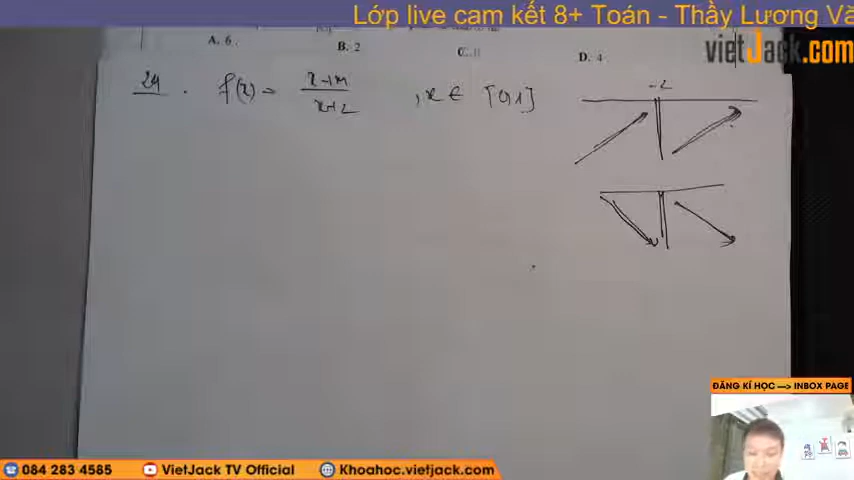 Lớp live cam kết 8+ Toán - Thầy Lương Vă
vietJack.com
A. 6
B. 2
D. 4
24. f(x) = x+m / x+2 , x ∈ [0,1]
-2
ĐĂNG KÍ HỌC --> INBOX PAGE
084 283 4585 VietJack TV Official Khoahoc.vietjack.com